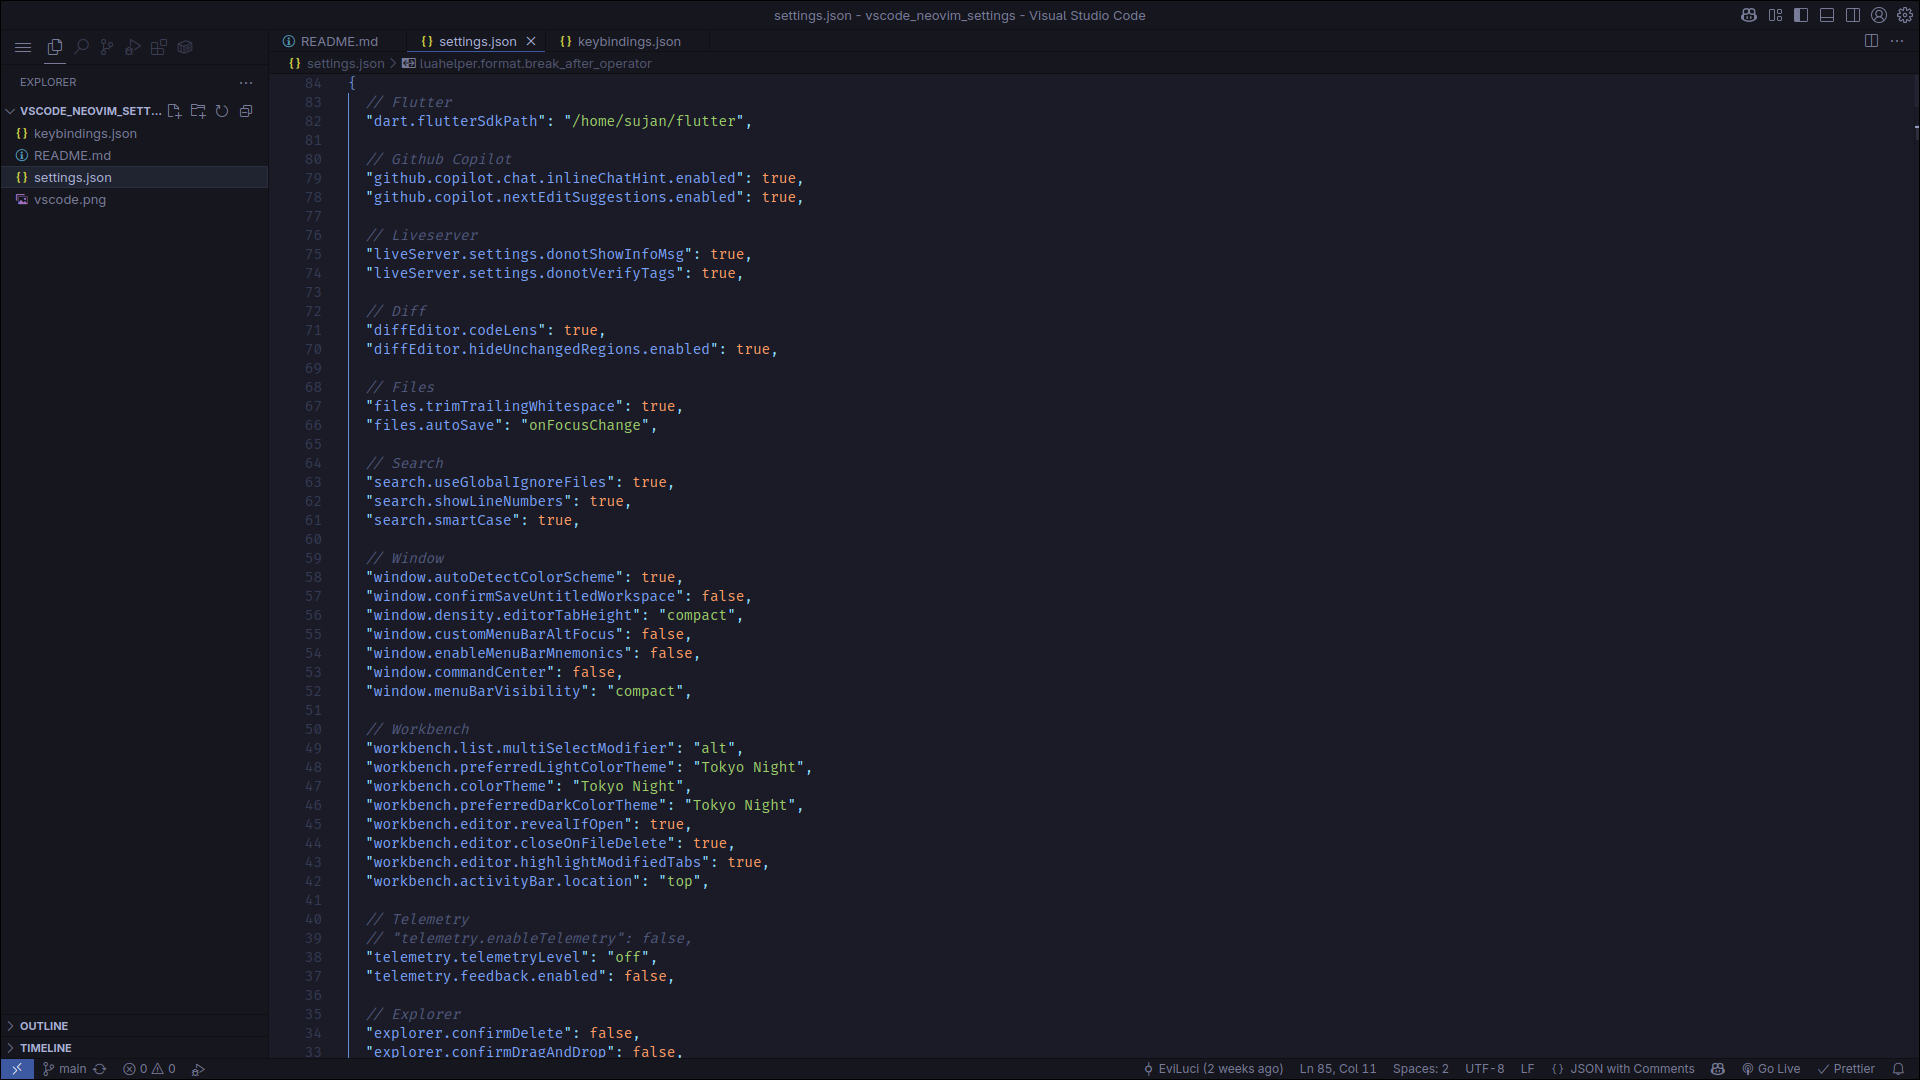 settings.json - vscode_neovim_settings - Visual Studio Code
README.md
settings.json
keybindings.json
EXPLORER
settings.json > luahelper.format.break_after_operator
VSCODE_NEOVIM_SETT...
keybindings.json
README.md
settings.json
vscode.png
OUTLINE
TIMELINE
84 {
83 // Flutter
82 "dart.flutterSdkPath": "/home/sujan/flutter",
81
80 // Github Copilot
79 "github.copilot.chat.inlineChatHint.enabled": true,
78 "github.copilot.nextEditSuggestions.enabled": true,
77
76 // Liveserver
75 "liveServer.settings.donotShowInfoMsg": true,
74 "liveServer.settings.donotVerifyTags": true,
73
72 // Diff
71 "diffEditor.codeLens": true,
70 "diffEditor.hideUnchangedRegions.enabled": true,
69
68 // Files
67 "files.trimTrailingWhitespace": true,
66 "files.autoSave": "onFocusChange",
65
64 // Search
63 "search.useGlobalIgnoreFiles": true,
62 "search.showLineNumbers": true,
61 "search.smartCase": true,
60
59 // Window
58 "window.autoDetectColorScheme": true,
57 "window.confirmSaveUntitledWorkspace": false,
56 "window.density.editorTabHeight": "compact",
55 "window.customMenuBarAltFocus": false,
54 "window.enableMenuBarMnemonics": false,
53 "window.commandCenter": false,
52 "window.menuBarVisibility": "compact",
51
50 // Workbench
49 "workbench.list.multiSelectModifier": "alt",
48 "workbench.preferredLightColorTheme": "Tokyo Night",
47 "workbench.colorTheme": "Tokyo Night",
46 "workbench.preferredDarkColorTheme": "Tokyo Night",
45 "workbench.editor.revealIfOpen": true,
44 "workbench.editor.closeOnFileDelete": true,
43 "workbench.editor.highlightModifiedTabs": true,
42 "workbench.activityBar.location": "top",
41
40 // Telemetry
39 // "telemetry.enableTelemetry": false,
38 "telemetry.telemetryLevel": "off",
37 "telemetry.feedback.enabled": false,
36
35 // Explorer
34 "explorer.confirmDelete": false,
33 "explorer.confirmDragAndDrop": false,
main 0 0 EviLuci (2 weeks ago) Ln 85, Col 11 Spaces: 2 UTF-8 LF {} JSON with Comments Go Live Prettier